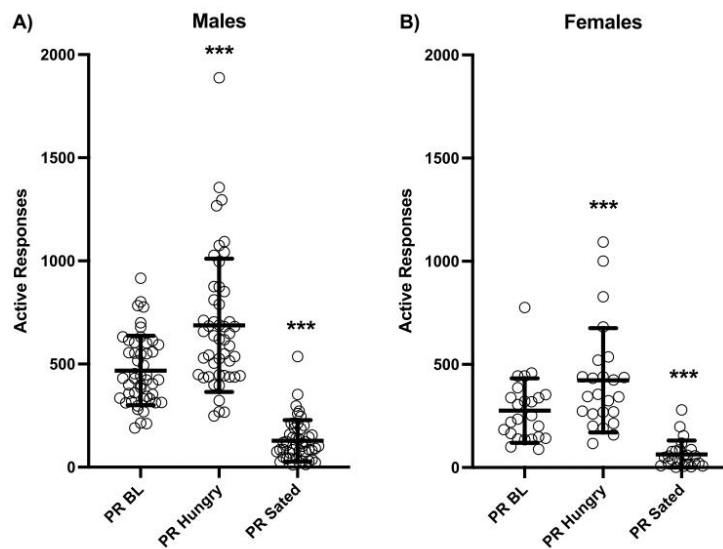 A)
Males
Active Responses
2000
1500
1000
500
0
***
***
PR BL
PR Hungry
PR Sated
B)
Females
Active Responses
2000
1500
1000
500
0
***
***
PR BL
PR Hungry
PR Sated